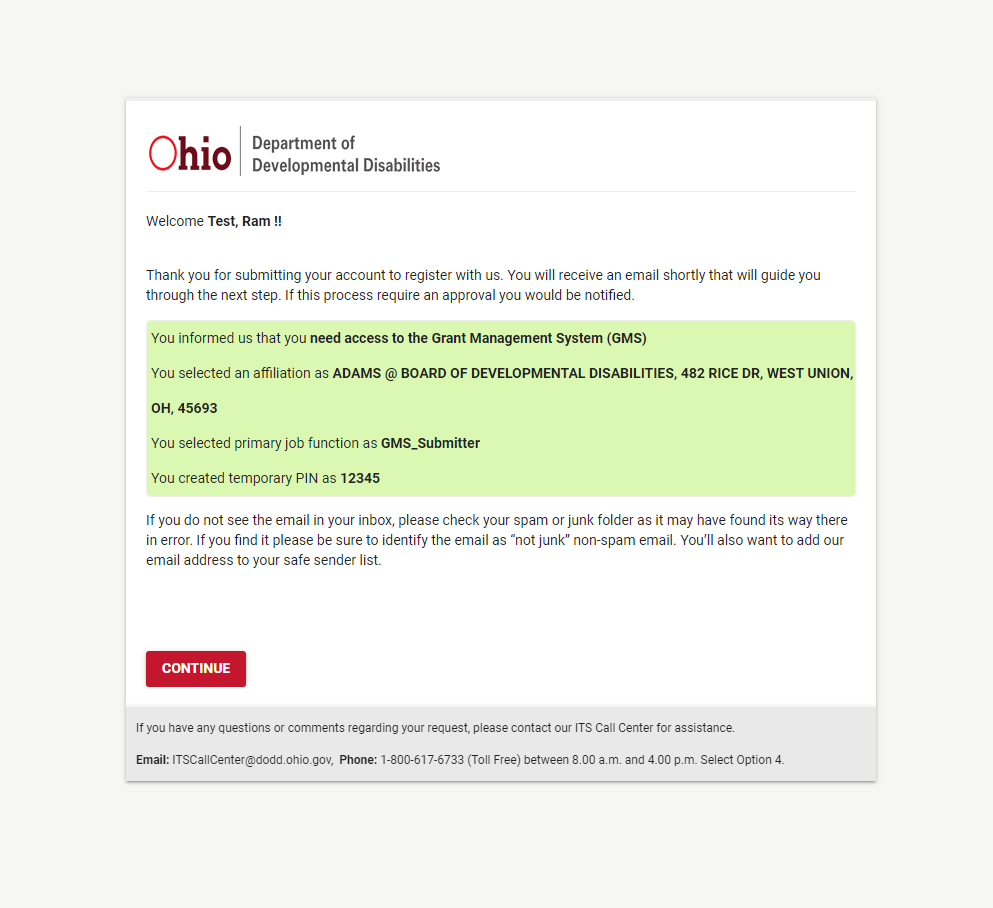 Ohio
Department of
Developmental Disabilities
Welcome Test, Ram !!
Thank you for submitting your account to register with us. You will receive an email shortly that will guide you
through the next step. If this process require an approval you would be notified.
You informed us that you need access to the Grant Management System (GMS)
You selected an affiliation as ADAMS @ BOARD OF DEVELOPMENTAL DISABILITIES, 482 RICE DR, WEST UNION,
OH, 45693
You selected primary job function as GMS_Submitter
You created temporary PIN as 12345
If you do not see the email in your inbox, please check your spam or junk folder as it may have found its way there
in error. If you find it please be sure to identify the email as “not junk” non-spam email. You’ll also want to add our
email address to your safe sender list.
CONTINUE
If you have any questions or comments regarding your request, please contact our ITS Call Center for assistance.
Email: ITSCallCenter@dodd.ohio.gov, Phone: 1-800-617-6733 (Toll Free) between 8.00 a.m. and 4.00 p.m. Select Option 4.